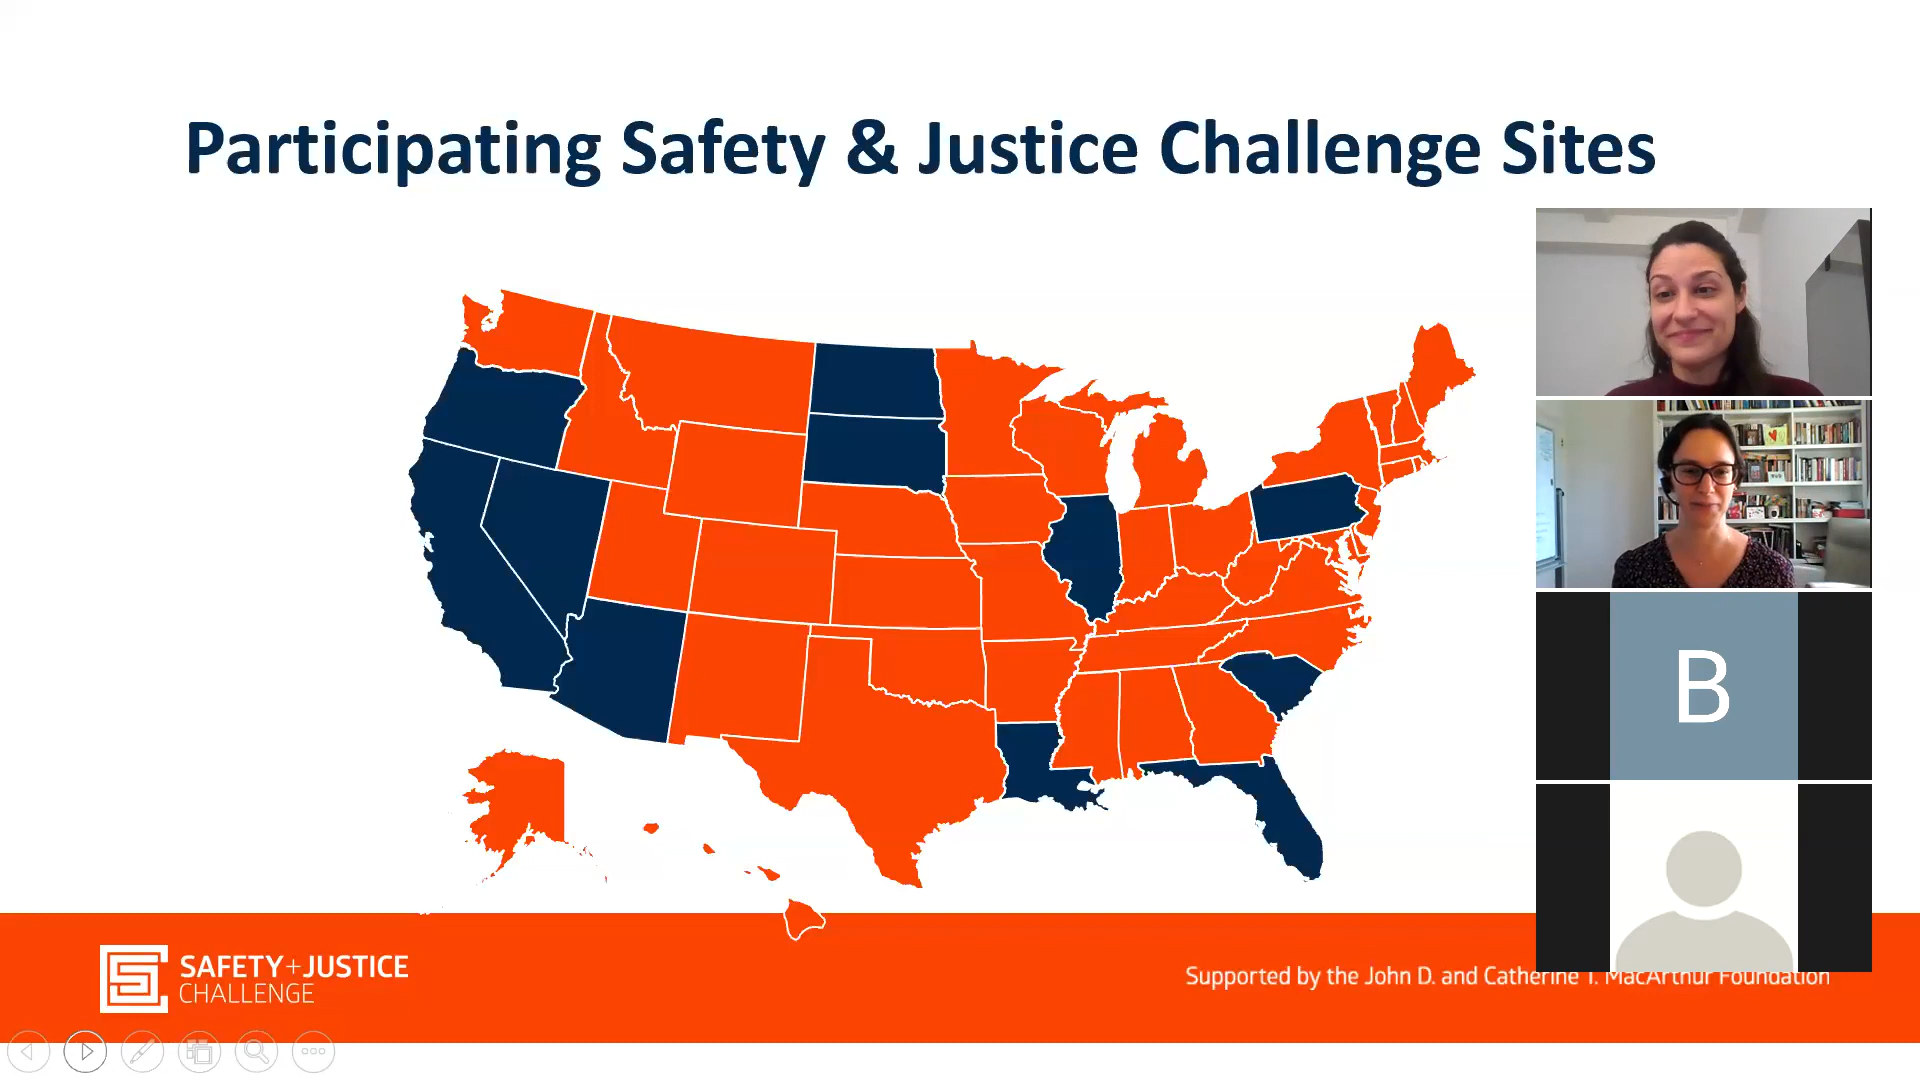 Participating Safety & Justice Challenge Sites
B
SAFETY+JUSTICE
CHALLENGE
Supported by the John D. and Catherine T. MacArthur Foundation